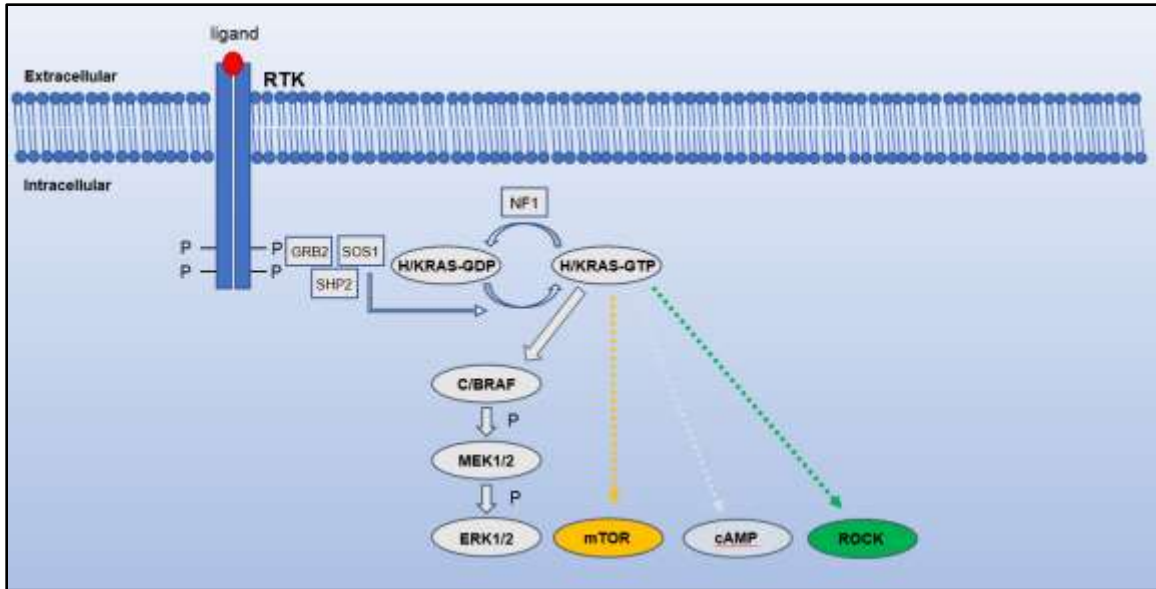 ligand
Extracellular
RTK
Intracellular
NF1
P
P
GRB2
SOS1
H/KRAS-GDP
H/KRAS-GTP
P
P
SHP2
C/BRAF
P
MEK1/2
P
ERK1/2
mTOR
cAMP
ROCK